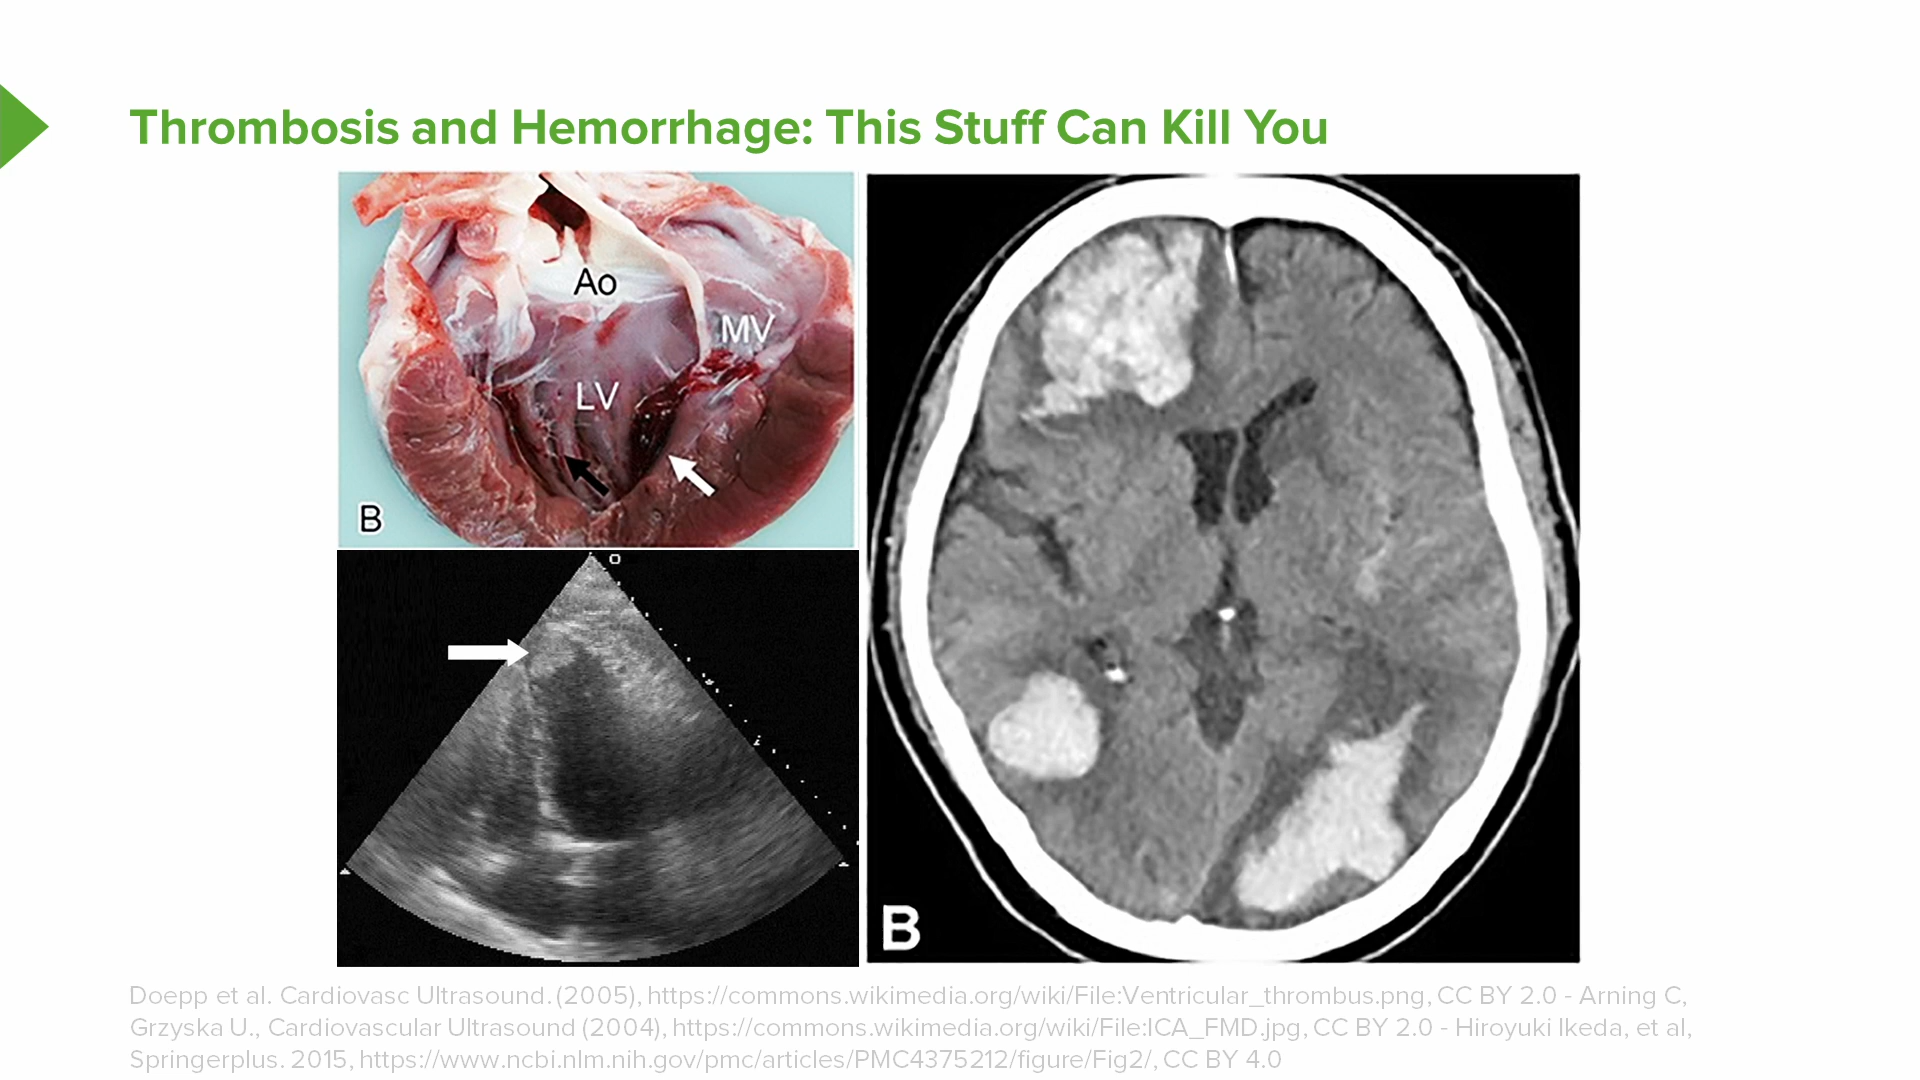 Thrombosis and Hemorrhage: This Stuff Can Kill You
Ao
MV
LV
B
B
Doepp et al. Cardiovasc Ultrasound. (2005), https://commons.wikimedia.org/wiki/File:Ventricular_thrombus.png, CC BY 2.0 - Arning C,
Grzyska U., Cardiovascular Ultrasound (2004), https://commons.wikimedia.org/wiki/File:ICA_FMD.jpg, CC BY 2.0 - Hiroyuki Ikeda, et al,
Springerplus. 2015, https://www.ncbi.nlm.nih.gov/pmc/articles/PMC4375212/figure/Fig2/, CC BY 4.0